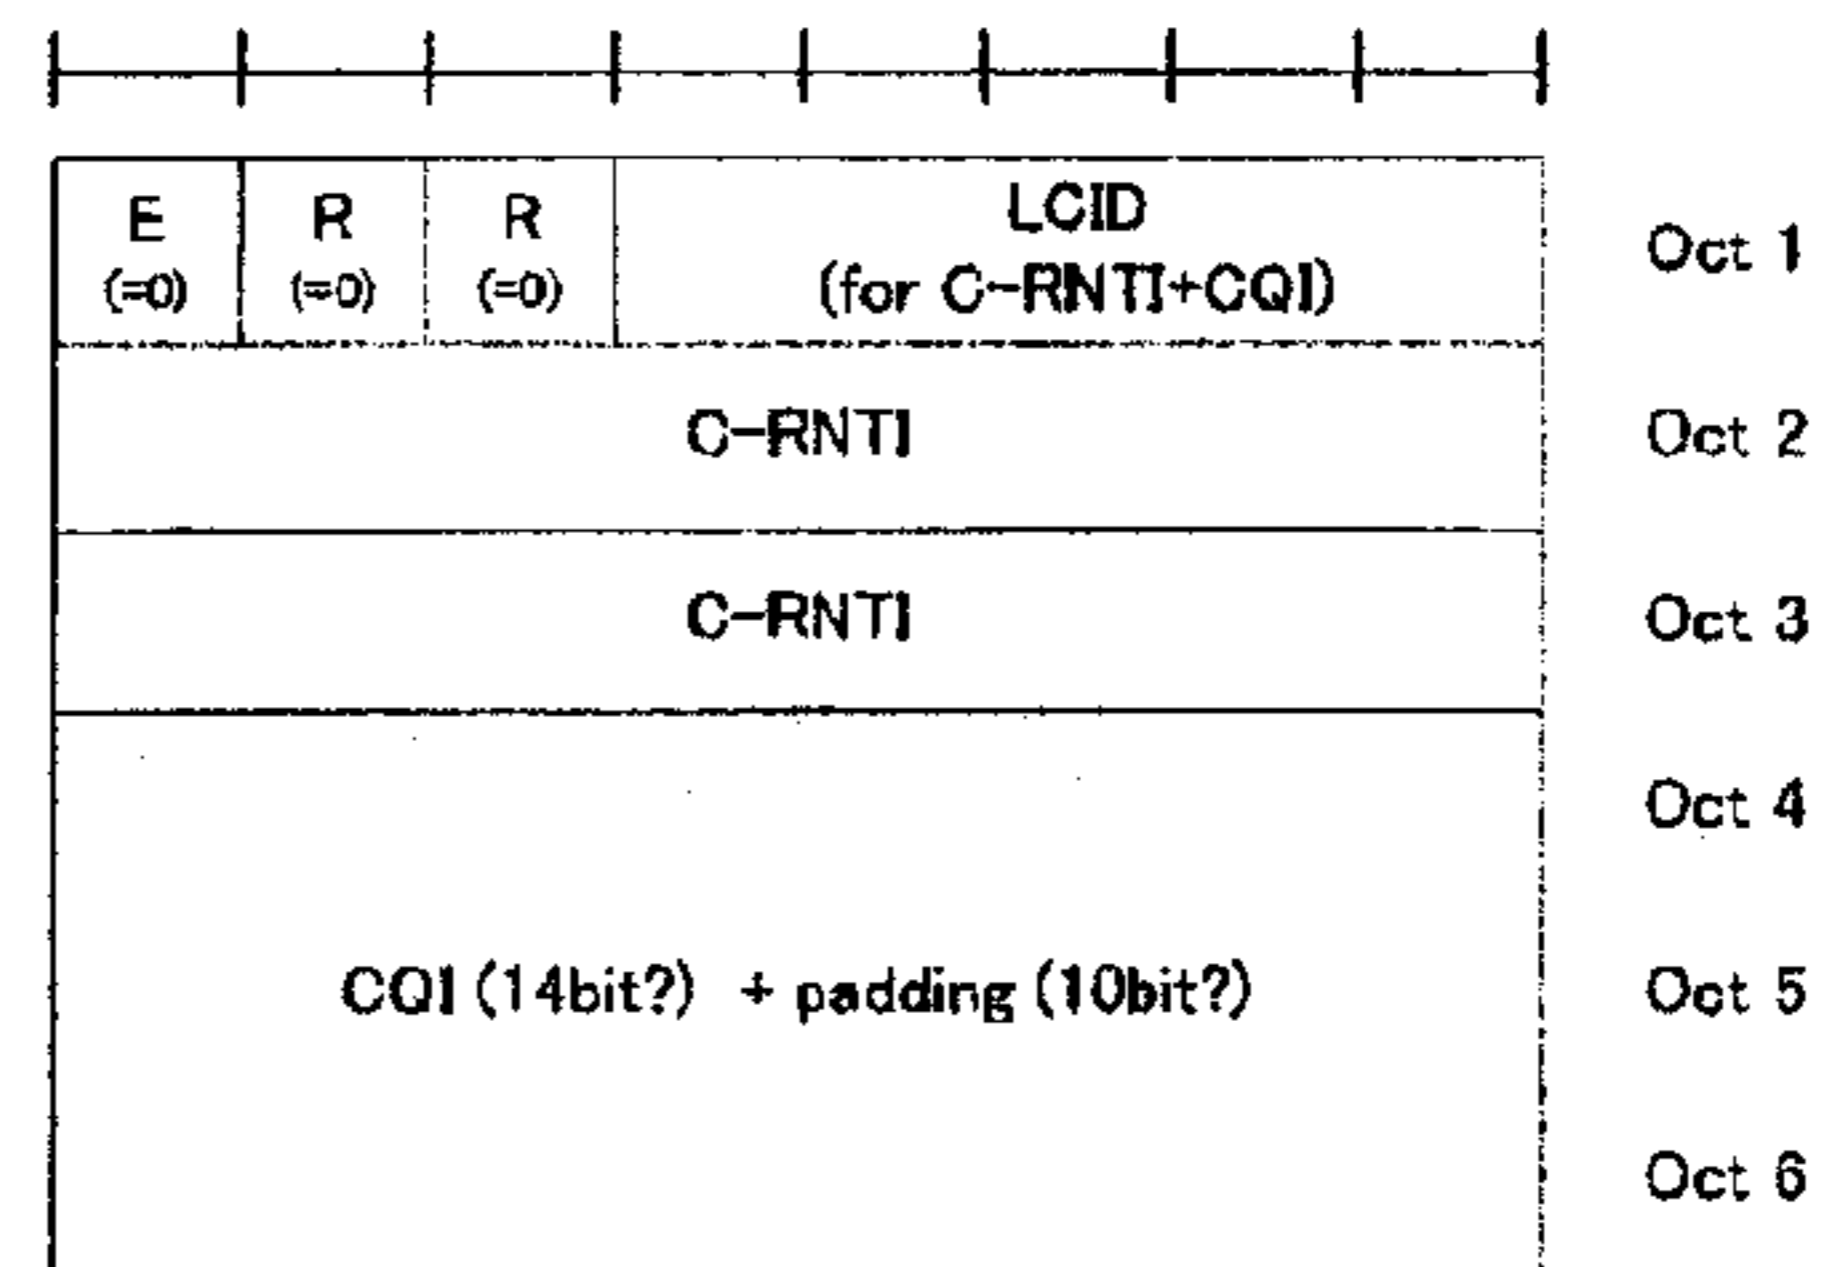 E R R LCID
(=0) (=0) (=0) (for C-RNTI+CQI) Oct 1
C-RNTI Oct 2
C-RNTI Oct 3
Oct 4
CQI (14bit?) + padding (10bit?) Oct 5
Oct 6